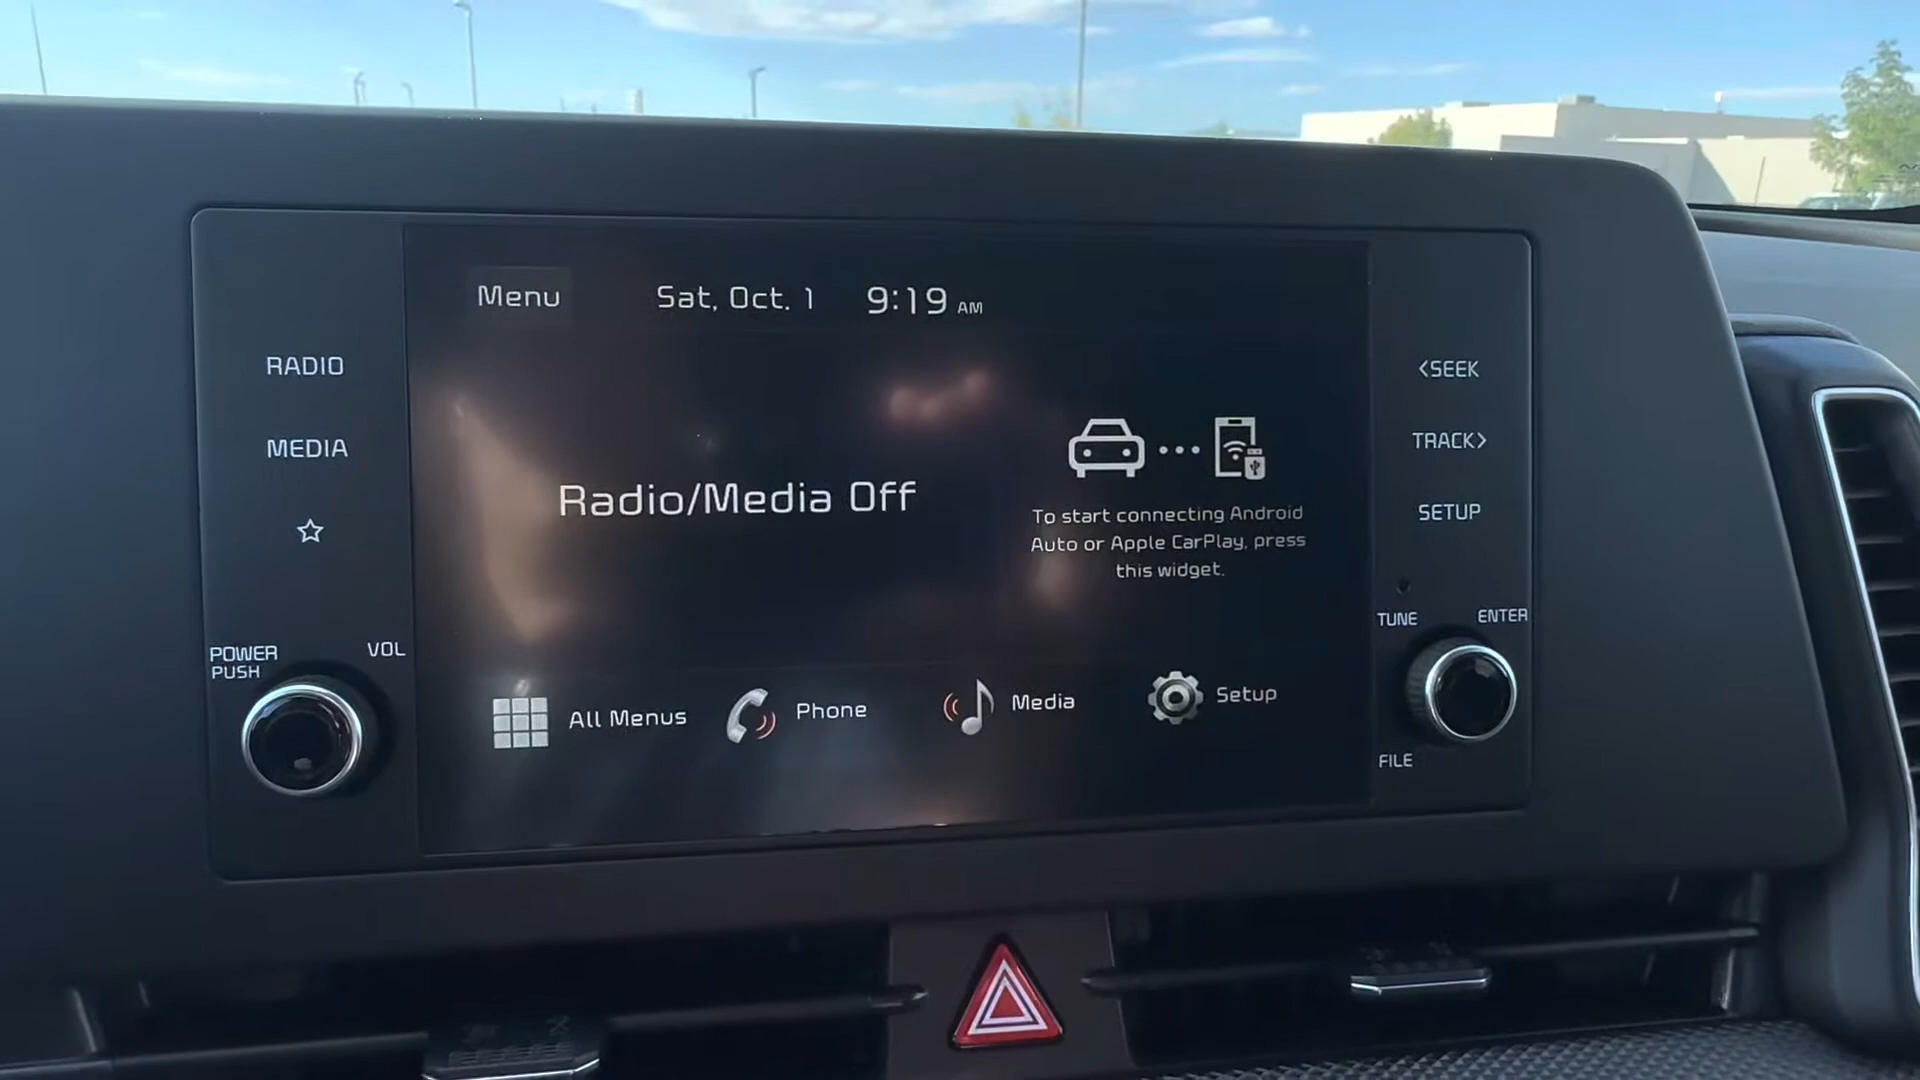 Menu
Sat, Oct. 1
9:19 AM
RADIO
MEDIA
POWER
PUSH
VOL
Radio/Media Off
To start connecting Android
Auto or Apple CarPlay, press
this widget.
All Menus
Phone
Media
Setup
<SEEK
TRACK>
SETUP
TUNE
ENTER
FILE